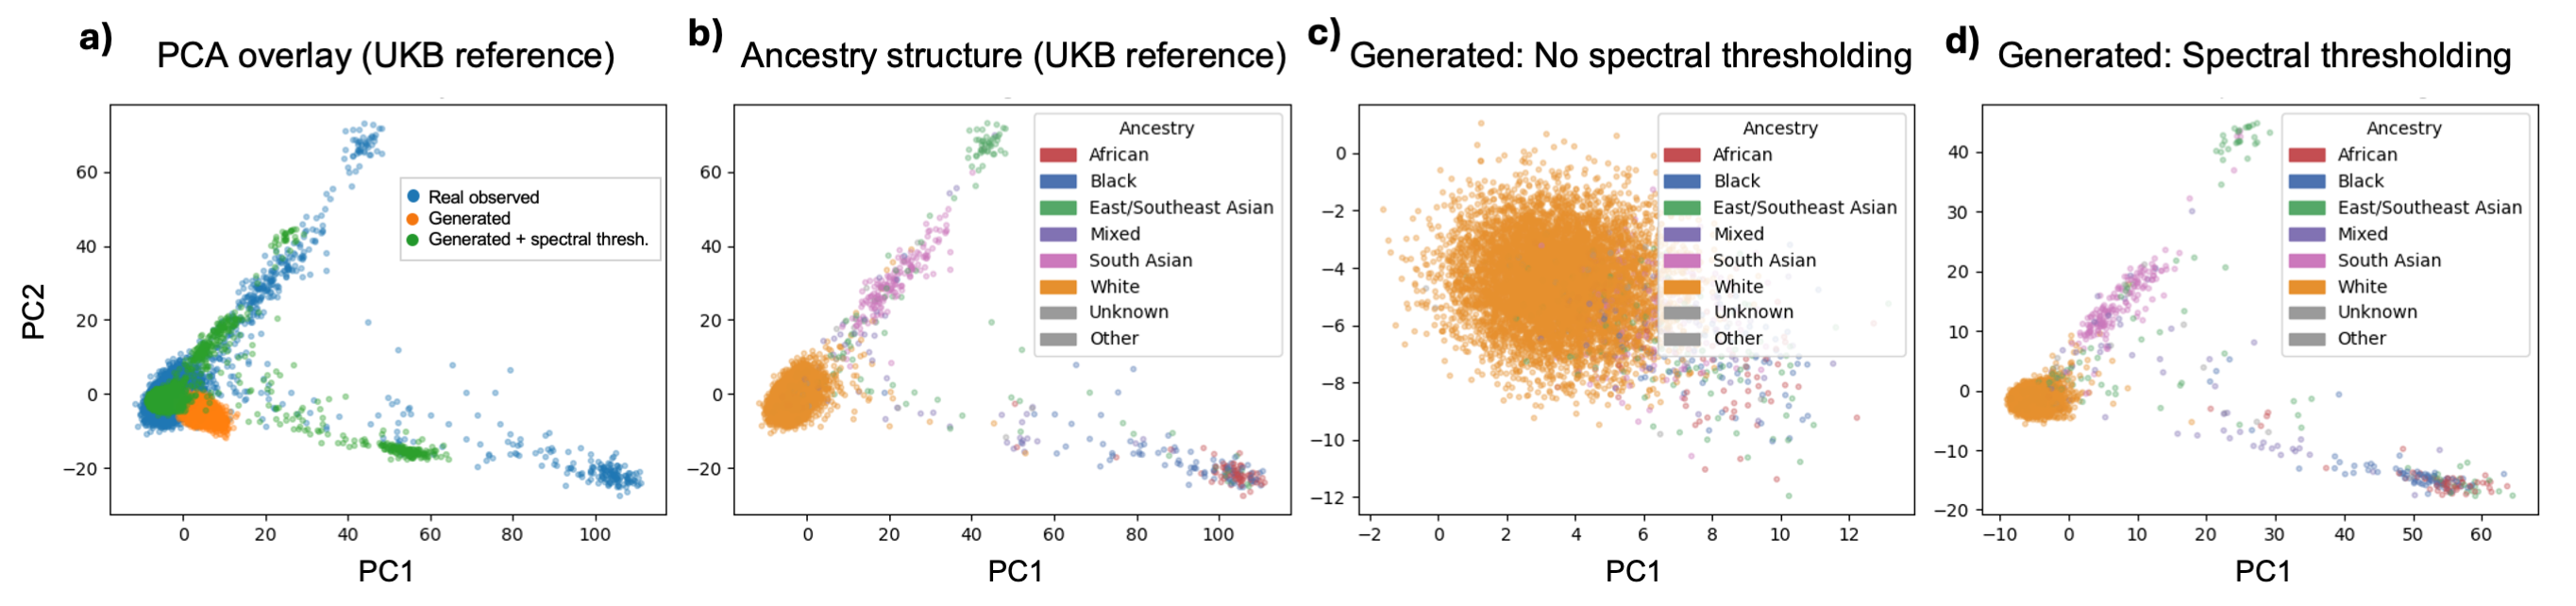 a)
PCA overlay (UKB reference)
PC2
60
40
20
0
−20
Real observed
Generated
Generated + spectral thresh.
0 20 40 60 80 100
PC1
b)
Ancestry structure (UKB reference)
60
40
20
0
−20
Ancestry
African
Black
East/Southeast Asian
Mixed
South Asian
White
Unknown
Other
0 20 40 60 80 100
PC1
c)
Generated: No spectral thresholding
0
−2
−4
−6
−8
−10
−12
Ancestry
African
Black
East/Southeast Asian
Mixed
South Asian
White
Unknown
Other
−2 0 2 4 6 8 10 12
PC1
d)
Generated: Spectral thresholding
40
30
20
10
0
−10
−20
Ancestry
African
Black
East/Southeast Asian
Mixed
South Asian
White
Unknown
Other
−10 0 10 20 30 40 50 60
PC1